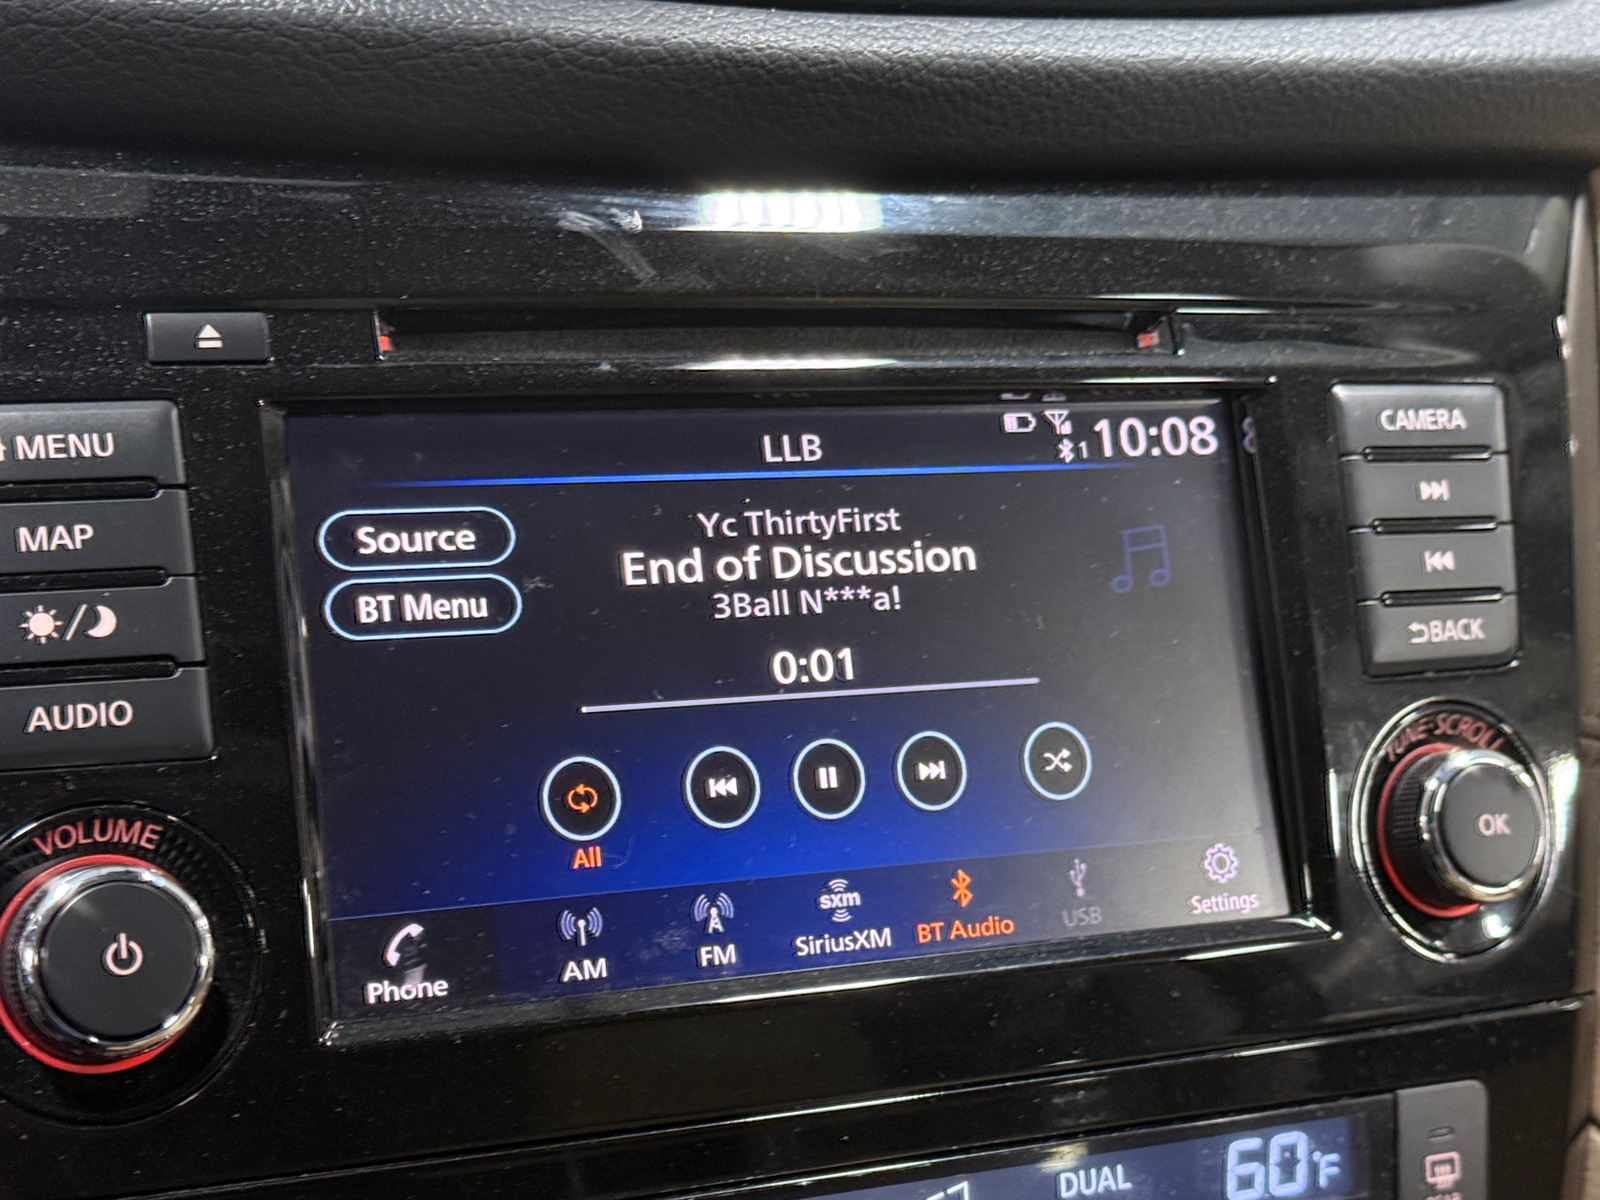 MENU
MAP
AUDIO
VOLUME
LLB
1 10:08
Source
BT Menu
Yc ThirtyFirst
End of Discussion
3Ball N***a!
0:01
All
Phone
AM
FM
sxm
SiriusXM
BT Audio
USB
Settings
CAMERA
BACK
TUNE·SCROLL
OK
DUAL
60°F